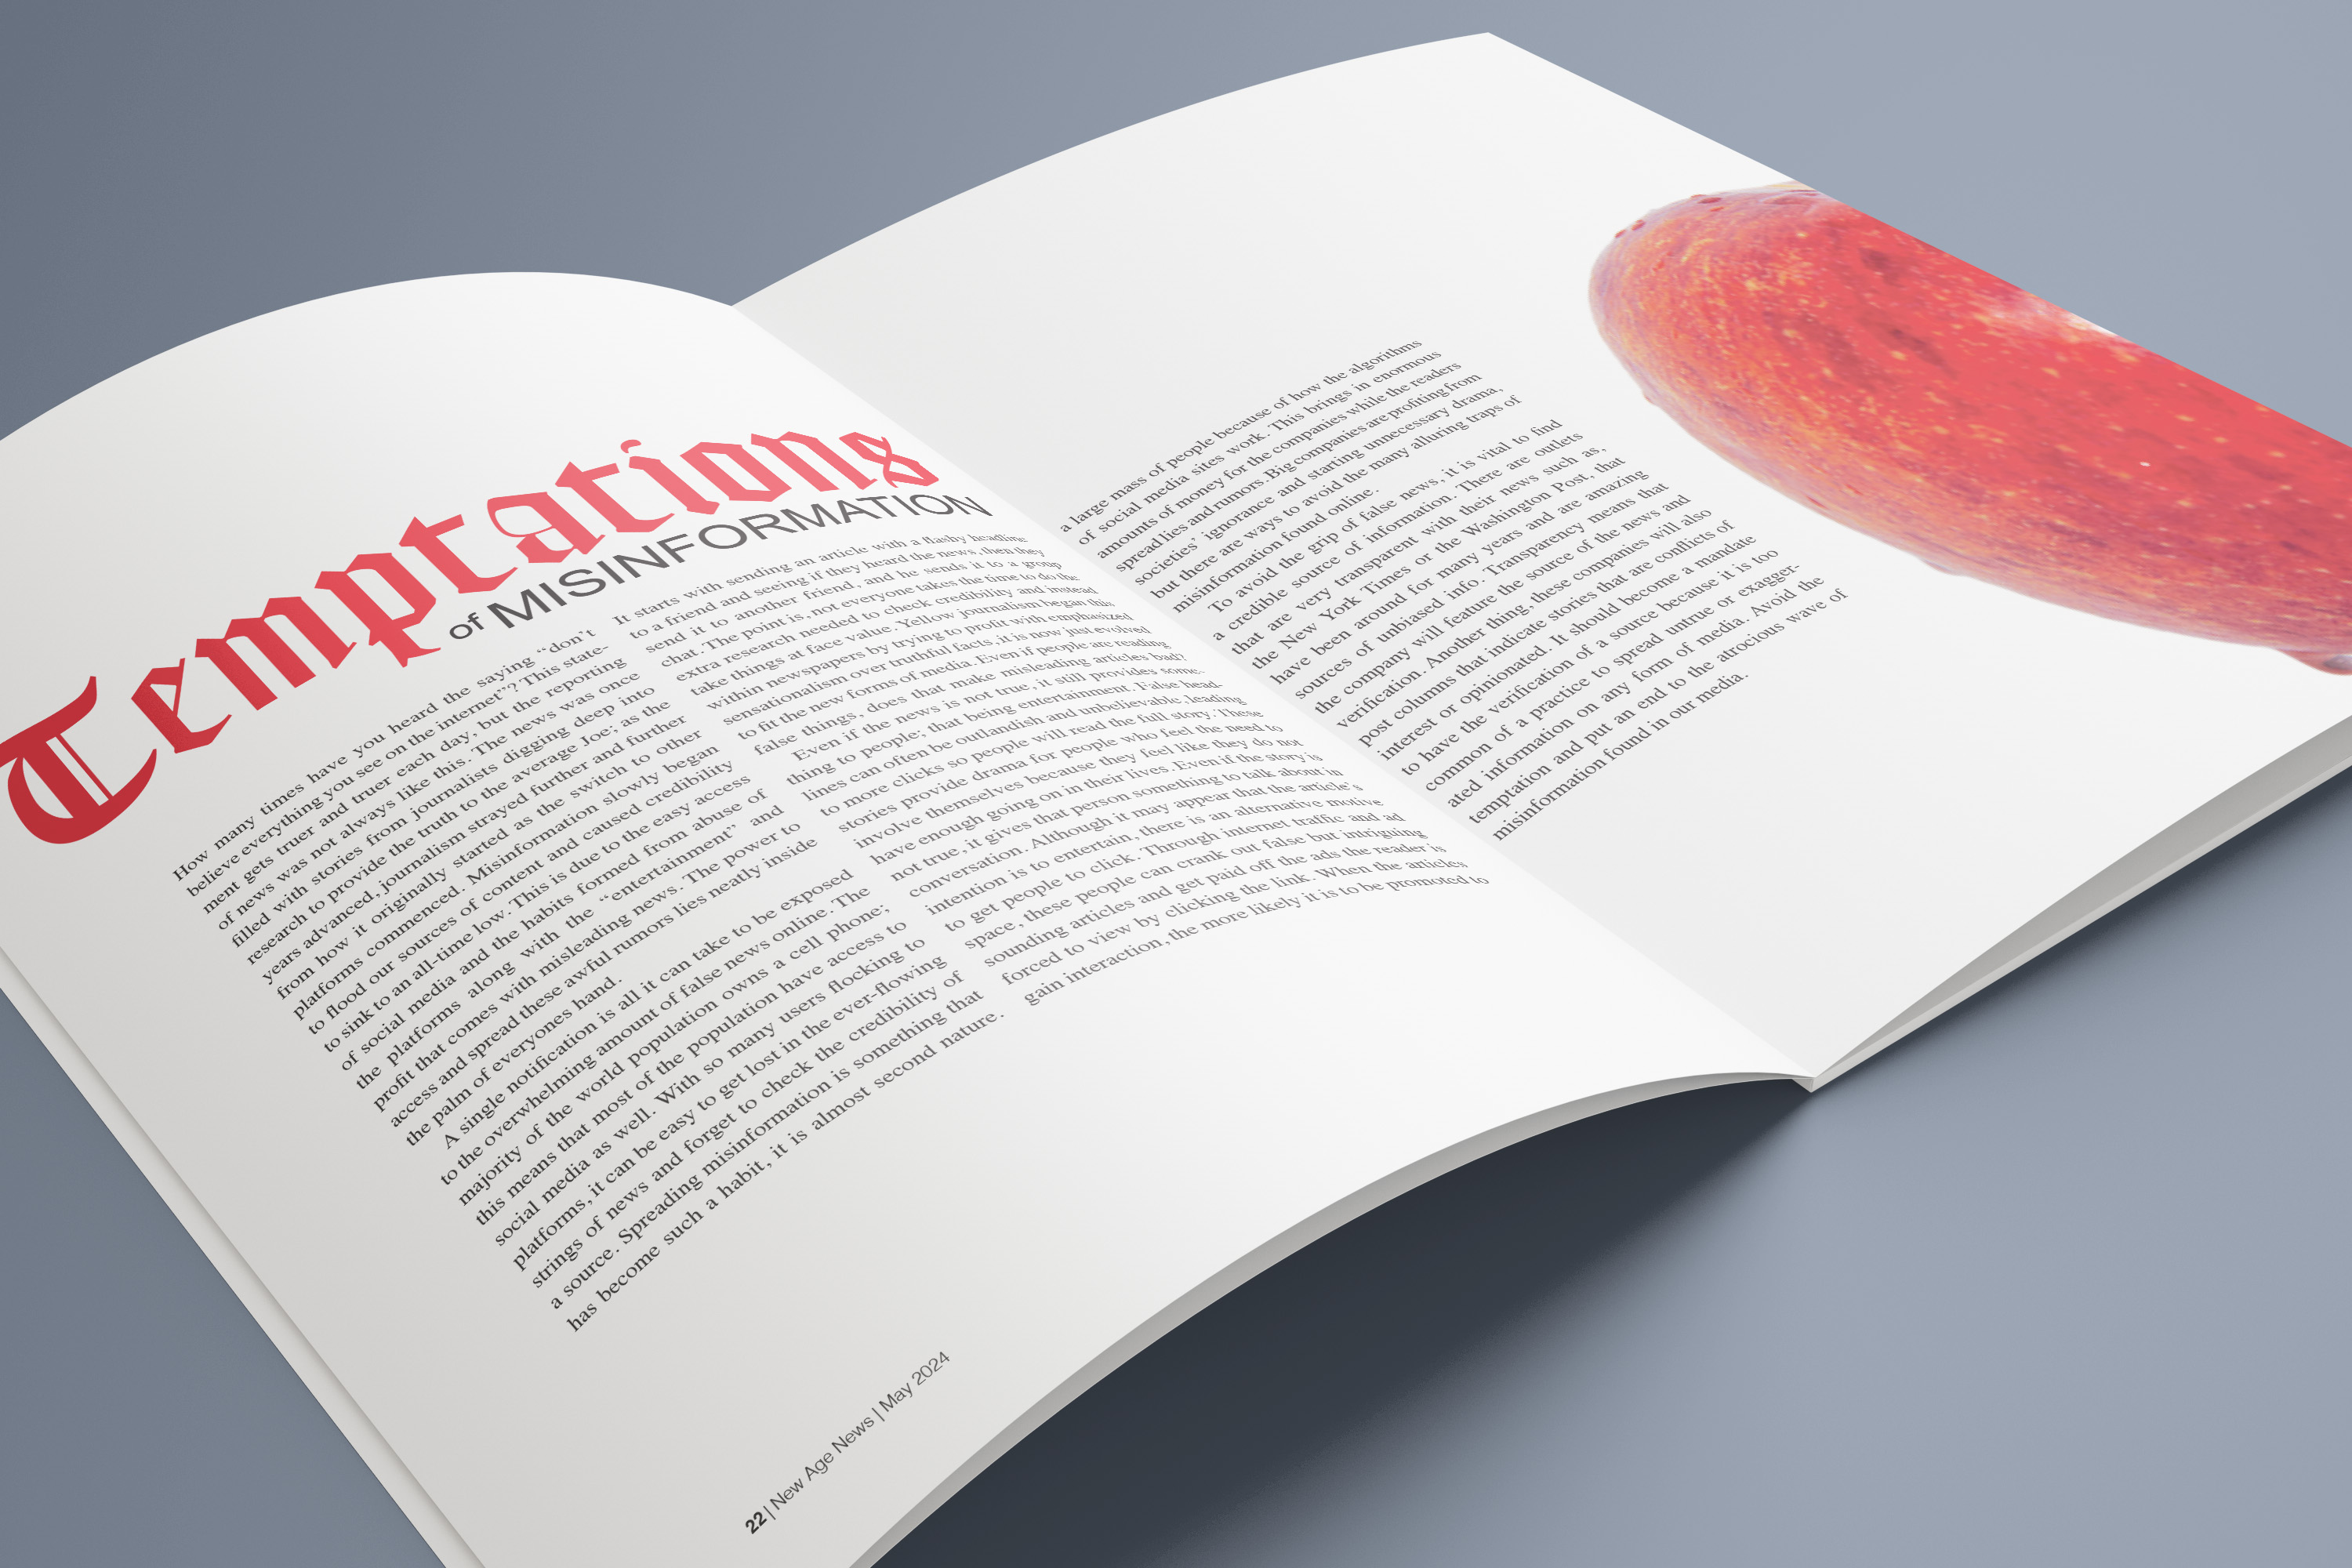 Temptations
of MISINFORMATION
How many times have you heard the saying “don’t
believe everything you see on the internet”? This state-
ment gets truer and truer each day, but the reporting
of news was not always like this. The news was once
filled with stories from journalists digging deep into
research to provide the truth to the average Joe; as the
years advanced, journalism strayed further and further
from how it originally started as the switch to other
platforms commenced. Misinformation slowly began
to flood our sources of content and caused credibility
to sink to an all-time low. This is due to the easy access
of social media and the habits formed from abuse of
the platforms along with the “entertainment” and
profit that comes with misleading news. The power to
access and spread these awful rumors lies neatly inside
the palm of everyones hand.
A single notification is all it can take to be exposed
to the overwhelming amount of false news online. The
majority of the world population owns a cell phone;
this means that most of the population have access to
social media as well. With so many users flocking to
platforms, it can be easy to get lost in the ever-flowing
strings of news and forget to check the credibility of
a source. Spreading misinformation is something that
has become such a habit, it is almost second nature.
It starts with sending an article with a flashy headline
to a friend and seeing if they heard the news, then they
send it to another friend, and he sends it to a group
chat. The point is, not everyone takes the time to do the
extra research needed to check credibility and instead
take things at face value. Yellow journalism began this
within newspapers by trying to profit with emphasized
sensationalism over truthful facts, it is now just evolved
to fit the new forms of media. Even if people are reading
false things, does that make misleading articles bad?
Even if the news is not true, it still provides some-
thing to people; that being entertainment. False head-
lines can often be outlandish and unbelievable, leading
to more clicks so people will read the full story. These
stories provide drama for people who feel the need to
involve themselves because they feel like they do not
have enough going on in their lives. Even if the story is
not true, it gives that person something to talk about in
conversation. Although it may appear that the article’s
intention is to entertain, there is an alternative motive
to get people to click. Through internet traffic and ad
space, these people can crank out false but intriguing
sounding articles and get paid off the ads the reader is
forced to view by clicking the link. When the articles
gain interaction, the more likely it is to be promoted to
22 | New Age News | May 2024
a large mass of people because of how the algorithms
of social media sites work. This brings in enormous
amounts of money for the companies while the readers
spread lies and rumors. Big companies are profiting from
societies’ ignorance and starting unnecessary drama,
but there are ways to avoid the many alluring traps of
misinformation found online.
To avoid the grip of false news, it is vital to find
a credible source of information. There are outlets
that are very transparent with their news such as,
the New York Times or the Washington Post, that
have been around for many years and are amazing
sources of unbiased info. Transparency means that
the company will feature the source of the news and
verification. Another thing, these companies will also
post columns that indicate stories that are conflicts of
interest or opinionated. It should become a mandate
to have the verification of a source because it is too
common of a practice to spread untrue or exagger-
ated information on any form of media. Avoid the
temptation and put an end to the atrocious wave of
misinformation found in our media.